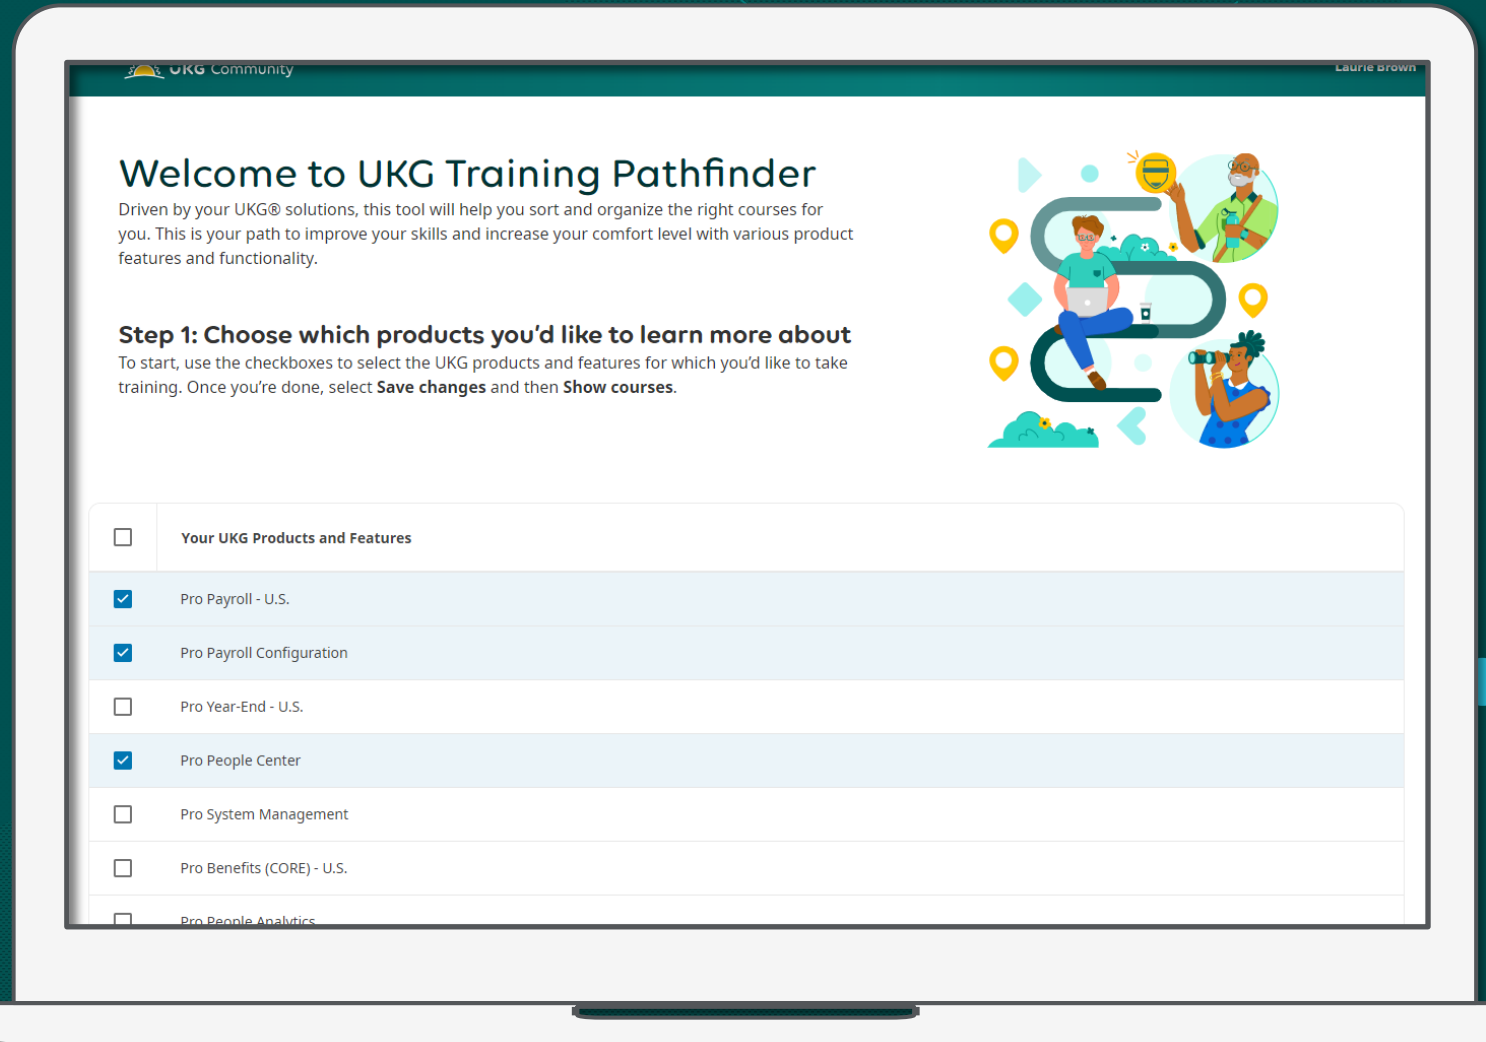 UKG Community
Laurie Brown
Welcome to UKG Training Pathfinder
Driven by your UKG® solutions, this tool will help you sort and organize the right courses for
you. This is your path to improve your skills and increase your comfort level with various product
features and functionality.
Step 1: Choose which products you’d like to learn more about
To start, use the checkboxes to select the UKG products and features for which you’d like to take
training. Once you’re done, select Save changes and then Show courses.
Your UKG Products and Features
Pro Payroll - U.S.
Pro Payroll Configuration
Pro Year-End - U.S.
Pro People Center
Pro System Management
Pro Benefits (CORE) - U.S.
Pro People Analytics